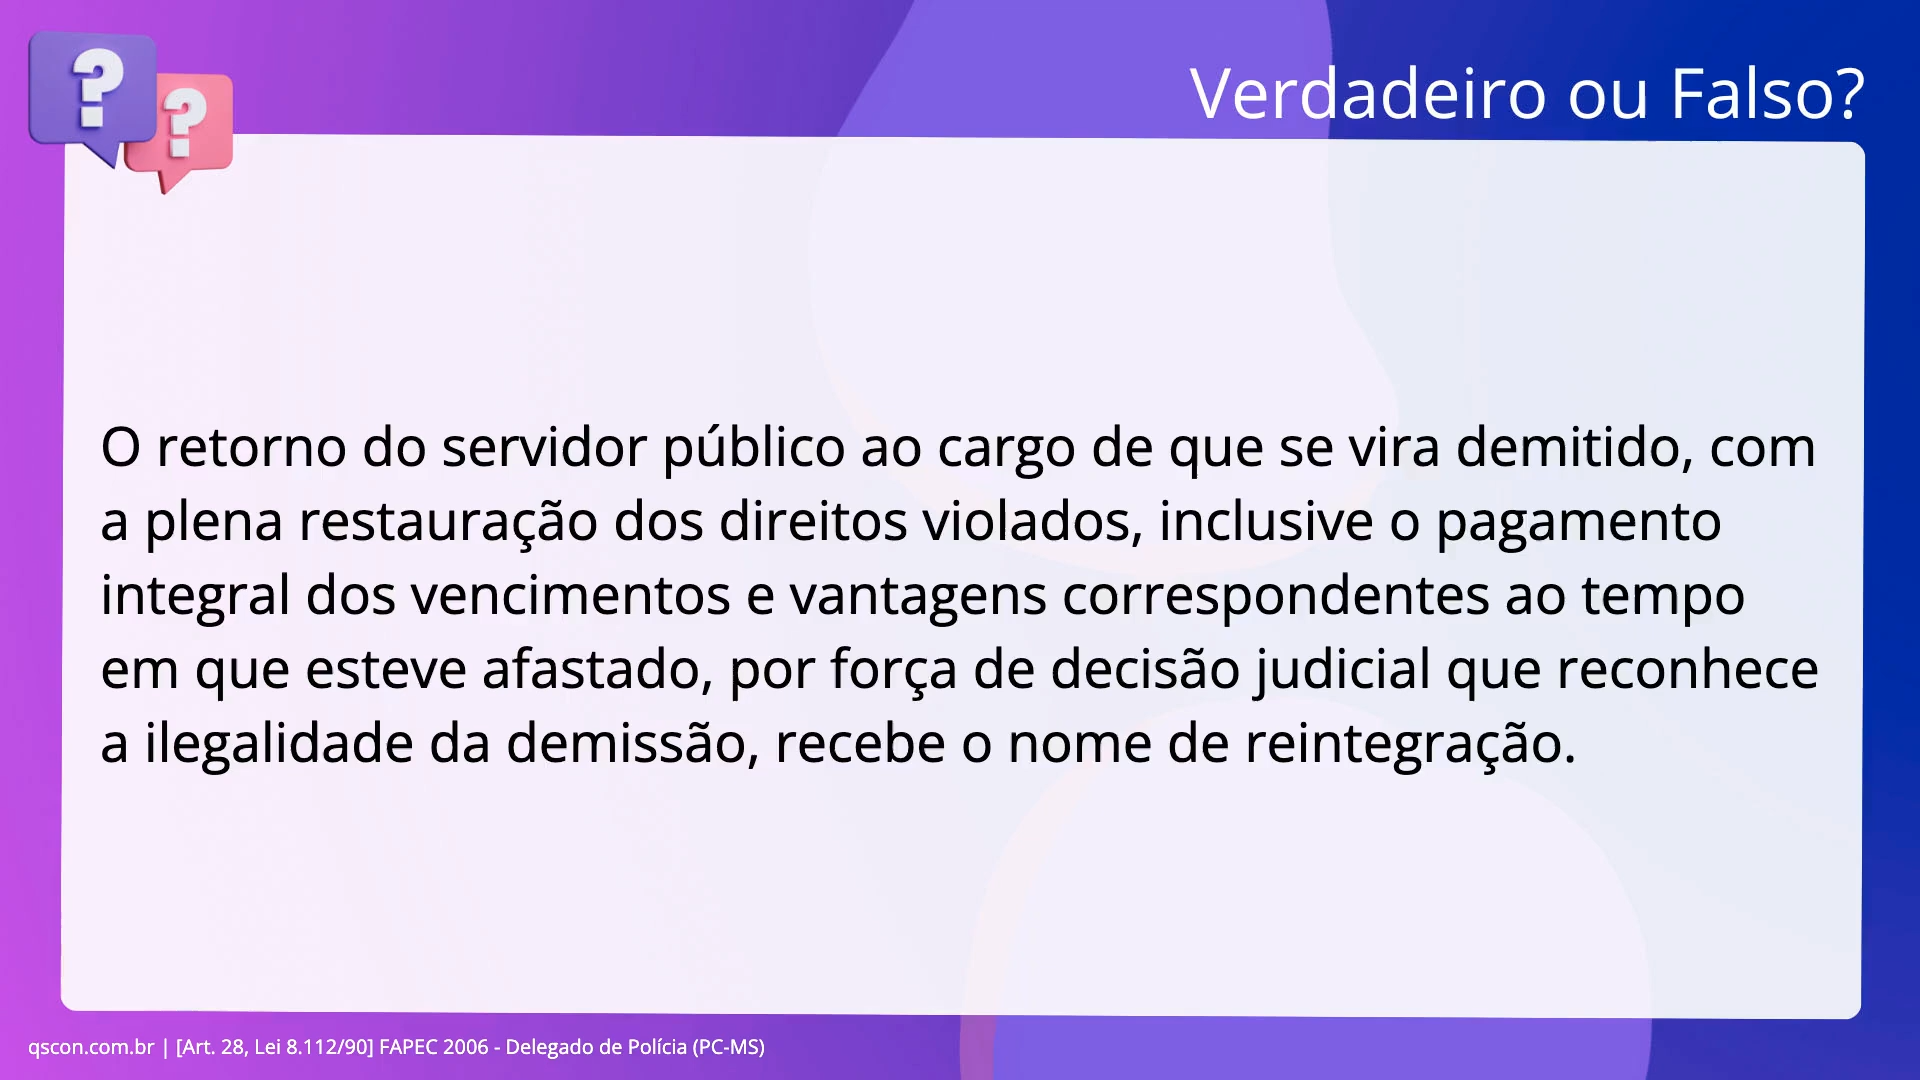 ? ?
Verdadeiro ou Falso?
O retorno do servidor público ao cargo de que se vira demitido, com
a plena restauração dos direitos violados, inclusive o pagamento
integral dos vencimentos e vantagens correspondentes ao tempo
em que esteve afastado, por força de decisão judicial que reconhece
a ilegalidade da demissão, recebe o nome de reintegração.
qscon.com.br | [Art. 28, Lei 8.112/90] FAPEC 2006 - Delegado de Polícia (PC-MS)